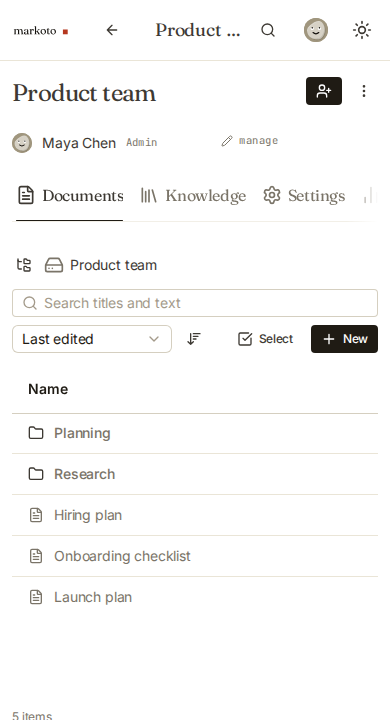 markoto
Product ...
Product team
Maya Chen Admin manage
Documents Knowledge Settings
Product team
Search titles and text
Last edited Select New
Name
Planning
Research
Hiring plan
Onboarding checklist
Launch plan
5 items